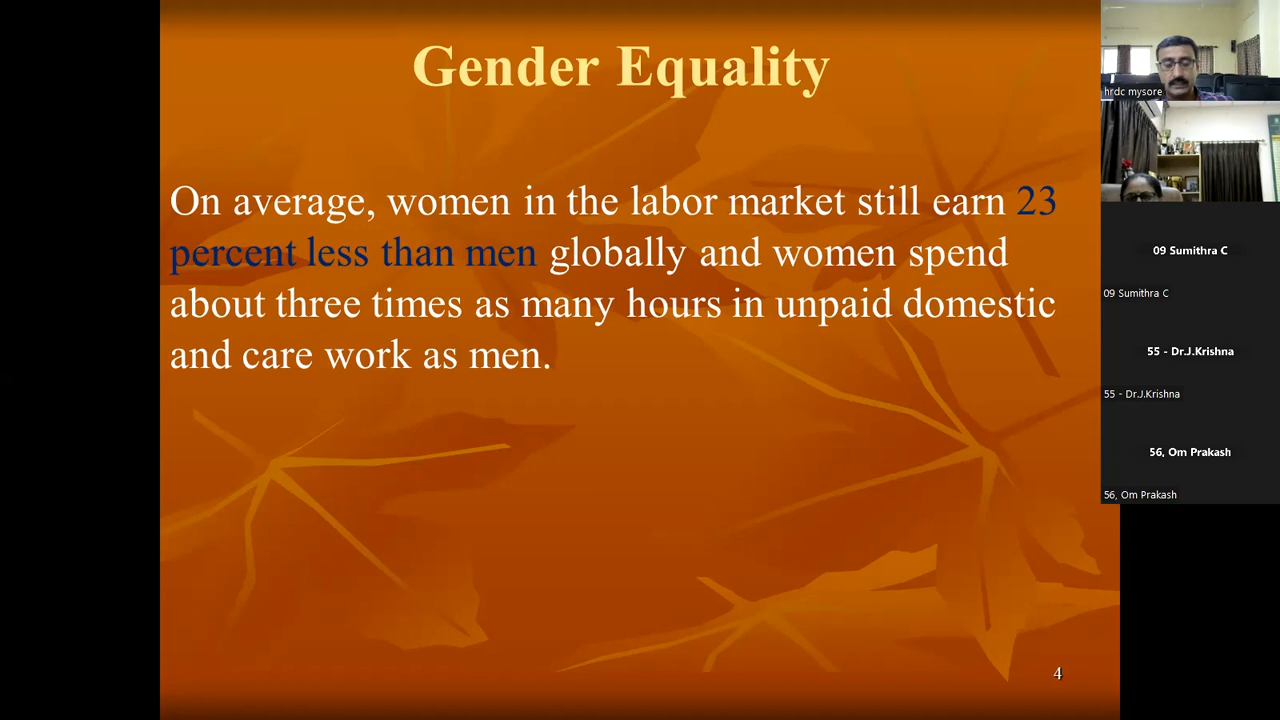 Gender Equality
On average, women in the labor market still earn 23
percent less than men globally and women spend
about three times as many hours in unpaid domestic
and care work as men.
4
hrdc mysore
09 Sumithra C
09 Sumithra C
55 - Dr.J.Krishna
55 - Dr.J.Krishna
56, Om Prakash
56, Om Prakash